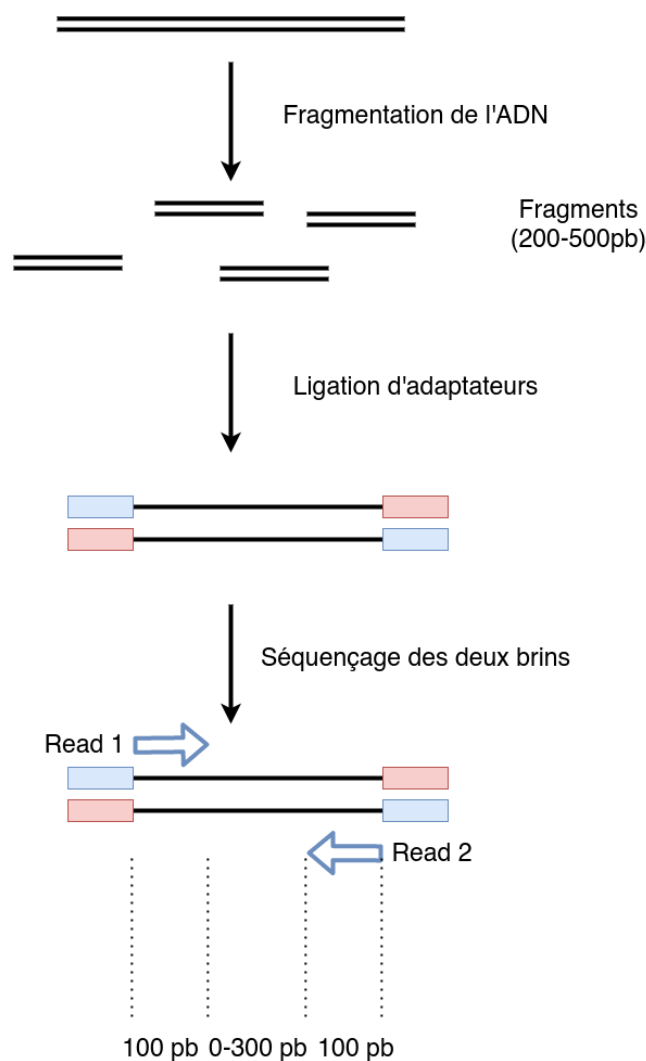 Fragmentation de l'ADN
Fragments
(200-500pb)
Ligation d'adaptateurs
Séquençage des deux brins
Read 1
Read 2
100 pb 0-300 pb 100 pb